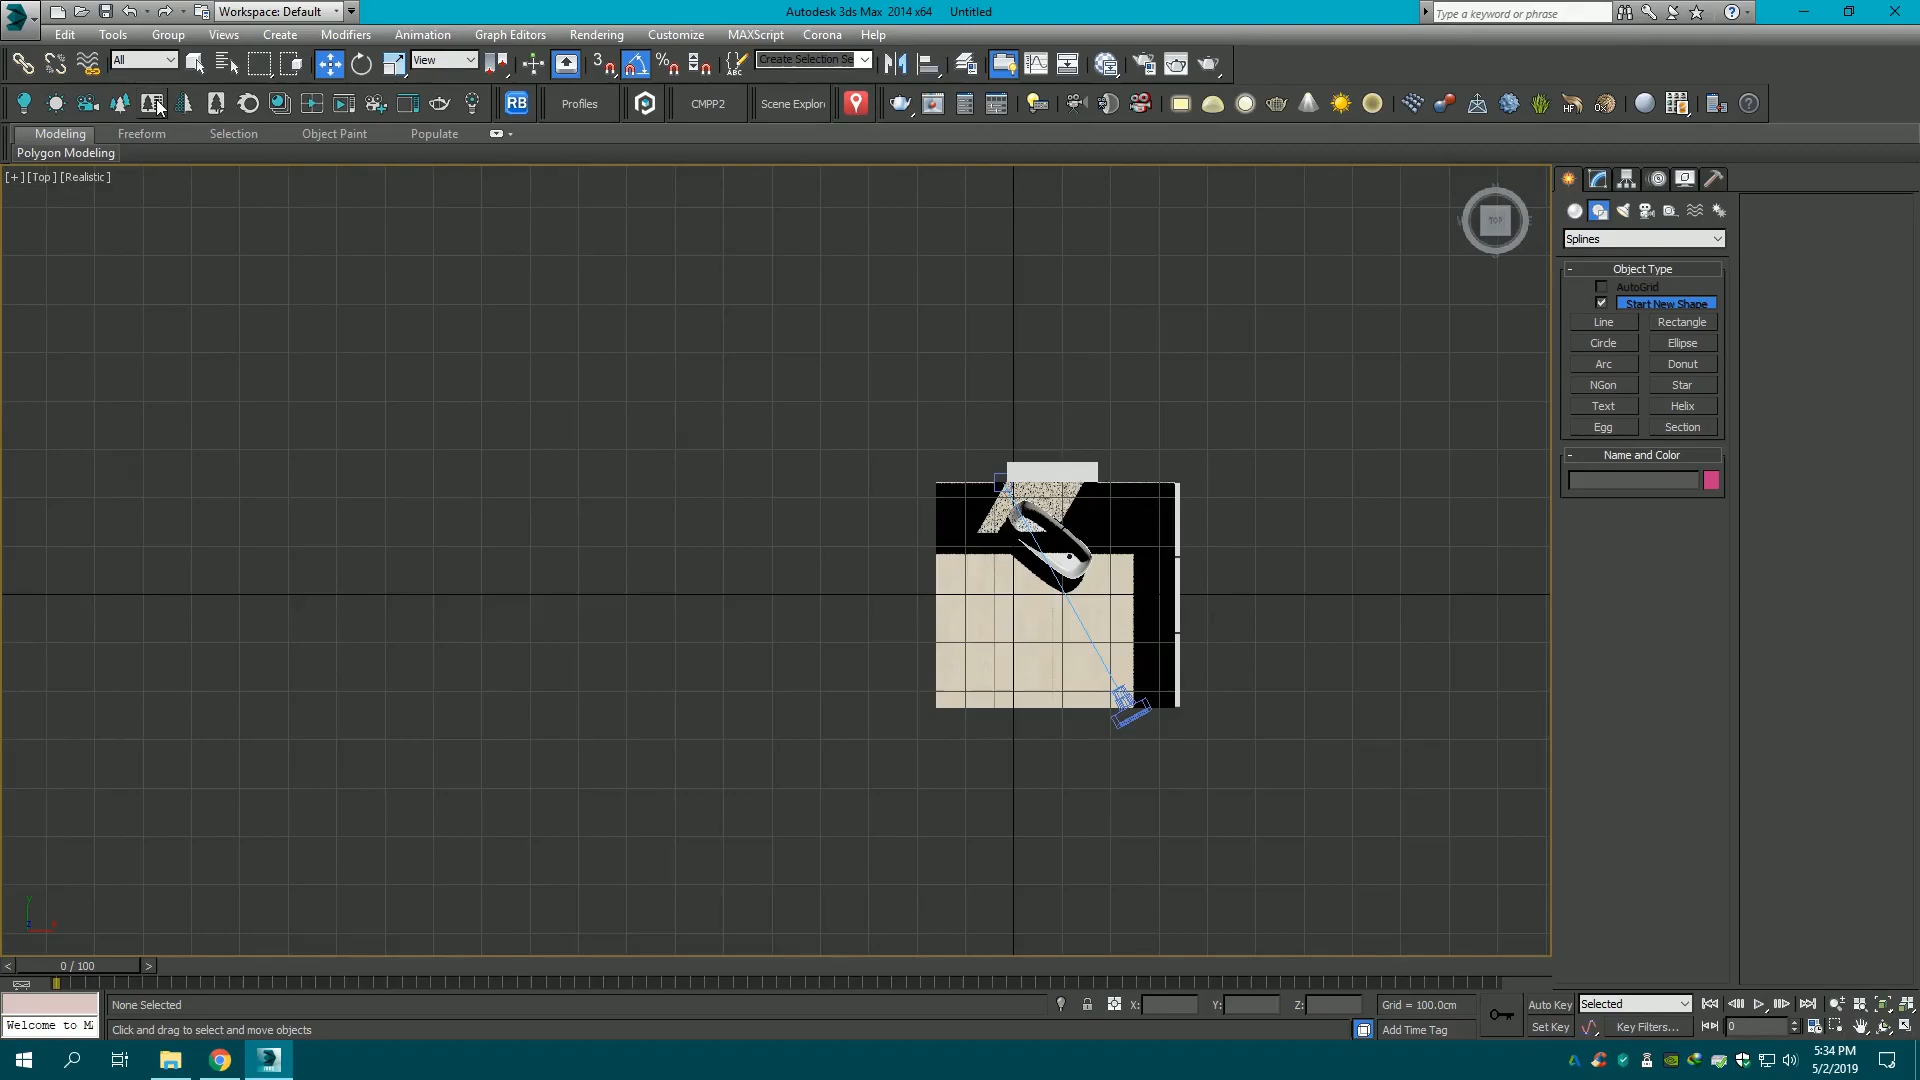 Workspace: Default
Autodesk 3ds Max 2014 x64 Untitled
Type a keyword or phrase
Edit Tools Group Views Create Modifiers Animation Graph Editors Rendering Customize MAXScript Corona Help
All
View
3
Create Selection Se
RB Profiles CMPP2 Scene Explor
Modeling Freeform Selection Object Paint Populate
Polygon Modeling
[+] [Top] [Realistic]
TOP
Splines
Object Type
AutoGrid
Start New Shape
Line Rectangle
Circle Ellipse
Arc Donut
NGon Star
Text Helix
Egg Section
Name and Color
< 0 / 100 >
None Selected
X: Y: Z: Grid = 100.0cm
Auto Key Selected
Welcome to M
Click and drag to select and move objects
Add Time Tag
Set Key Key Filters... 0
5:34 PM
5/2/2019